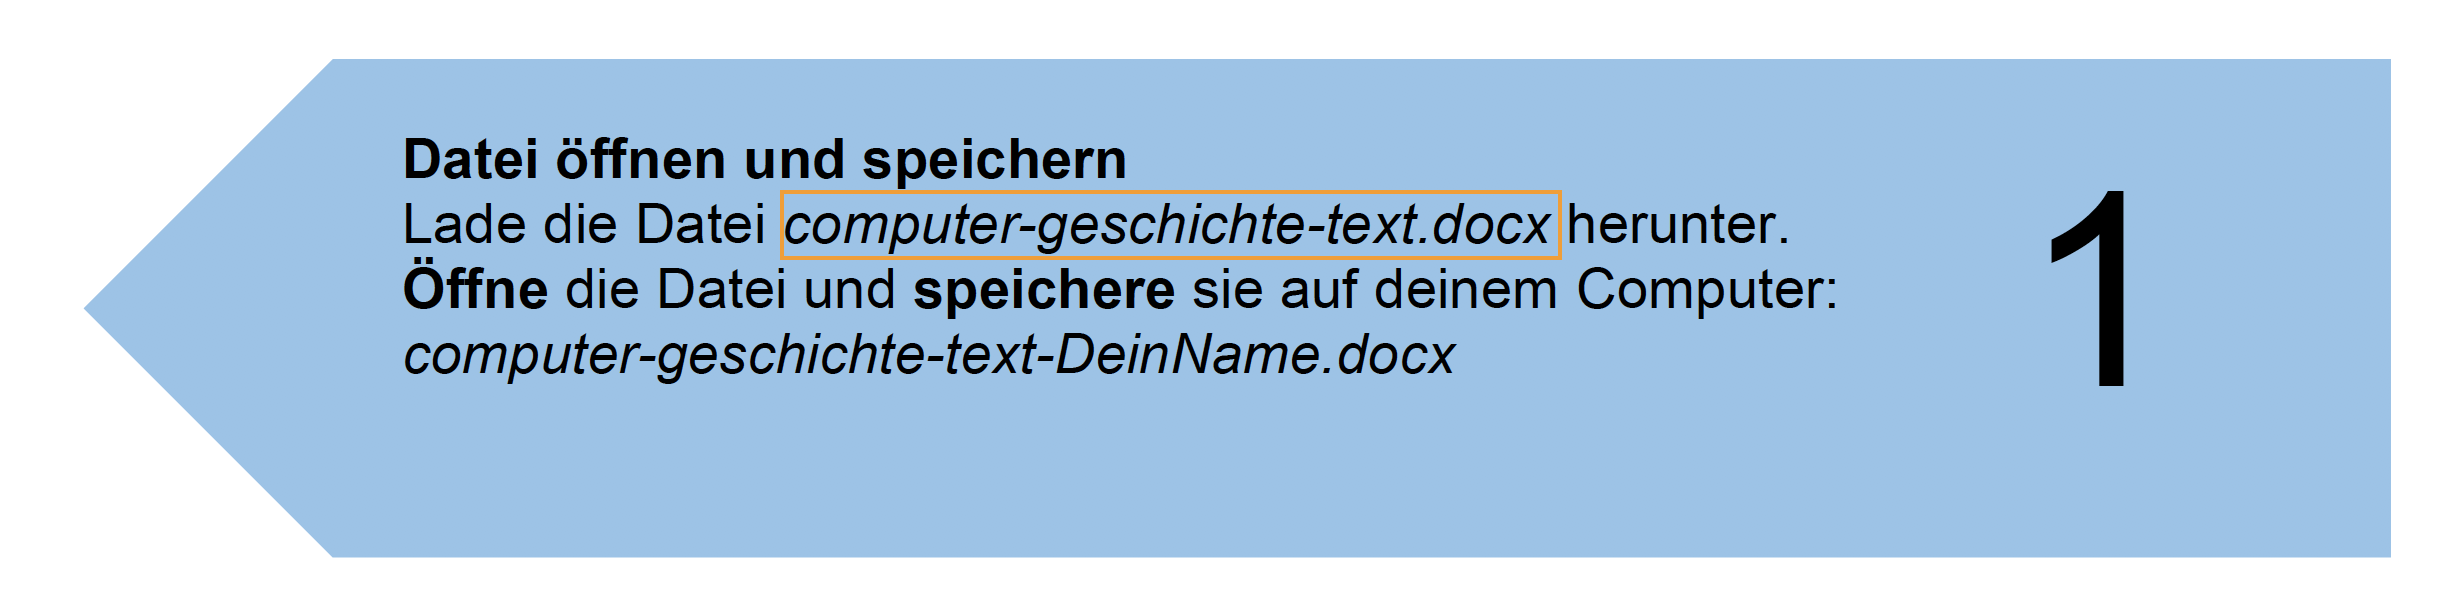 Datei öffnen und speichern
Lade die Datei computer-geschichte-text.docx herunter.
Öffne die Datei und speichere sie auf deinem Computer:
computer-geschichte-text-DeinName.docx
1